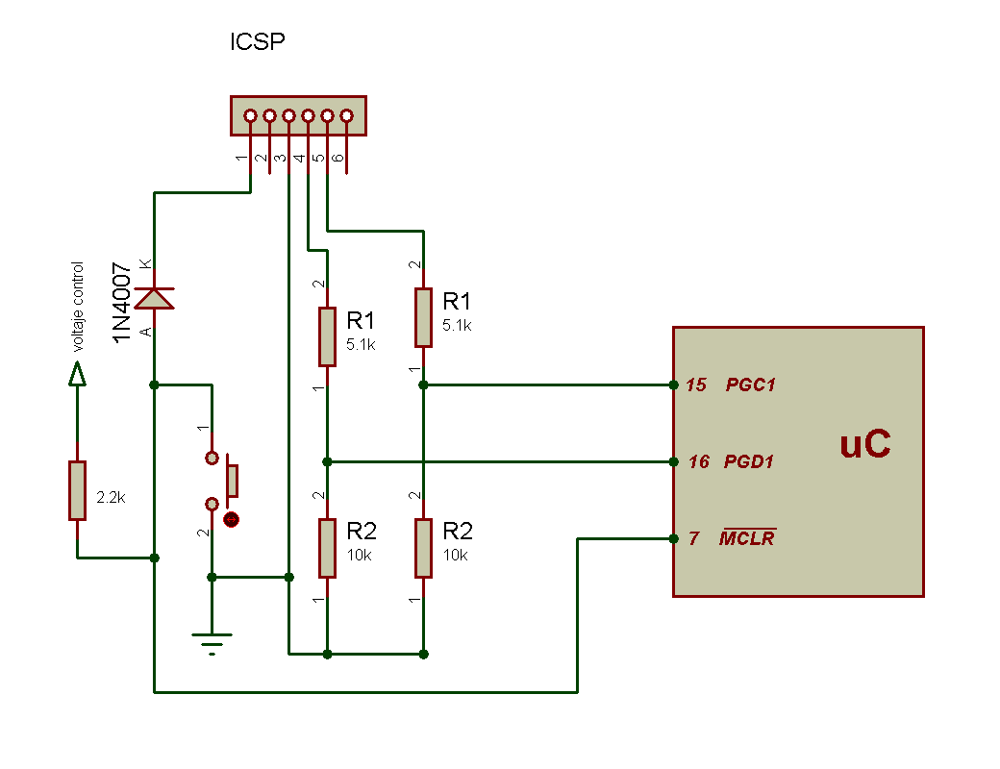 ICSP
1 2 3 4 5 6
voltaje control
1N4007
K
A
2
R1
5.1k
1
2
R1
5.1k
1
1
2
2.2k
2
R2
10k
1
2
R2
10k
1
15 PGC1
uC
16 PGD1
7 MCLR